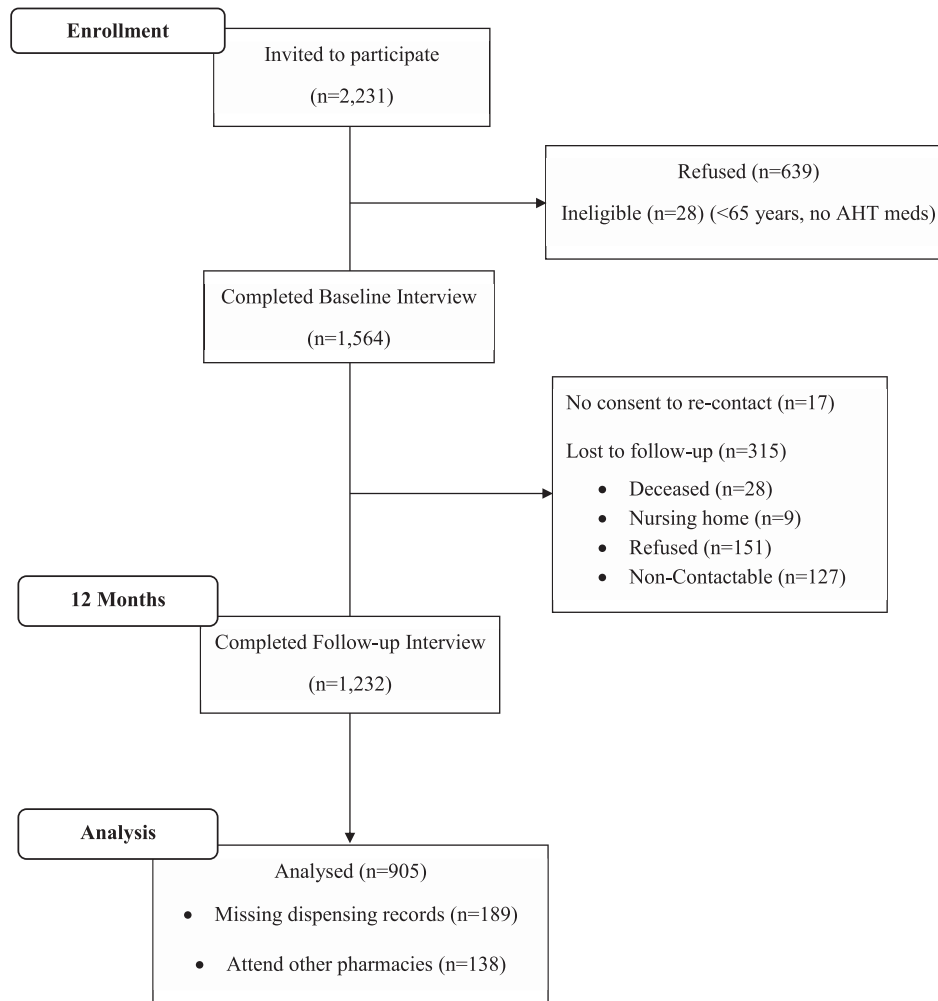 Enrollment
Invited to participate
(n=2,231)
Refused (n=639)
Ineligible (n=28) (<65 years, no AHT meds)
Completed Baseline Interview
(n=1,564)
No consent to re-contact (n=17)
Lost to follow-up (n=315)
• Deceased (n=28)
• Nursing home (n=9)
• Refused (n=151)
• Non-Contactable (n=127)
12 Months
Completed Follow-up Interview
(n=1,232)
Analysis
Analysed (n=905)
• Missing dispensing records (n=189)
• Attend other pharmacies (n=138)